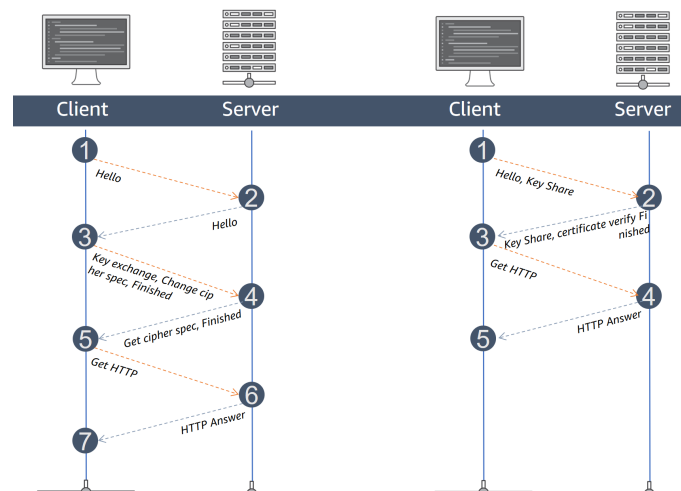 Client
Server
1
Hello
2
Hello
3
Key exchange, Change cip
her spec, Finished
4
Get cipher spec, Finished
5
Get HTTP
6
HTTP Answer
7
Client
Server
1
Hello, Key Share
2
Key Share, certificate verify Fi
nished
3
Get HTTP
4
HTTP Answer
5